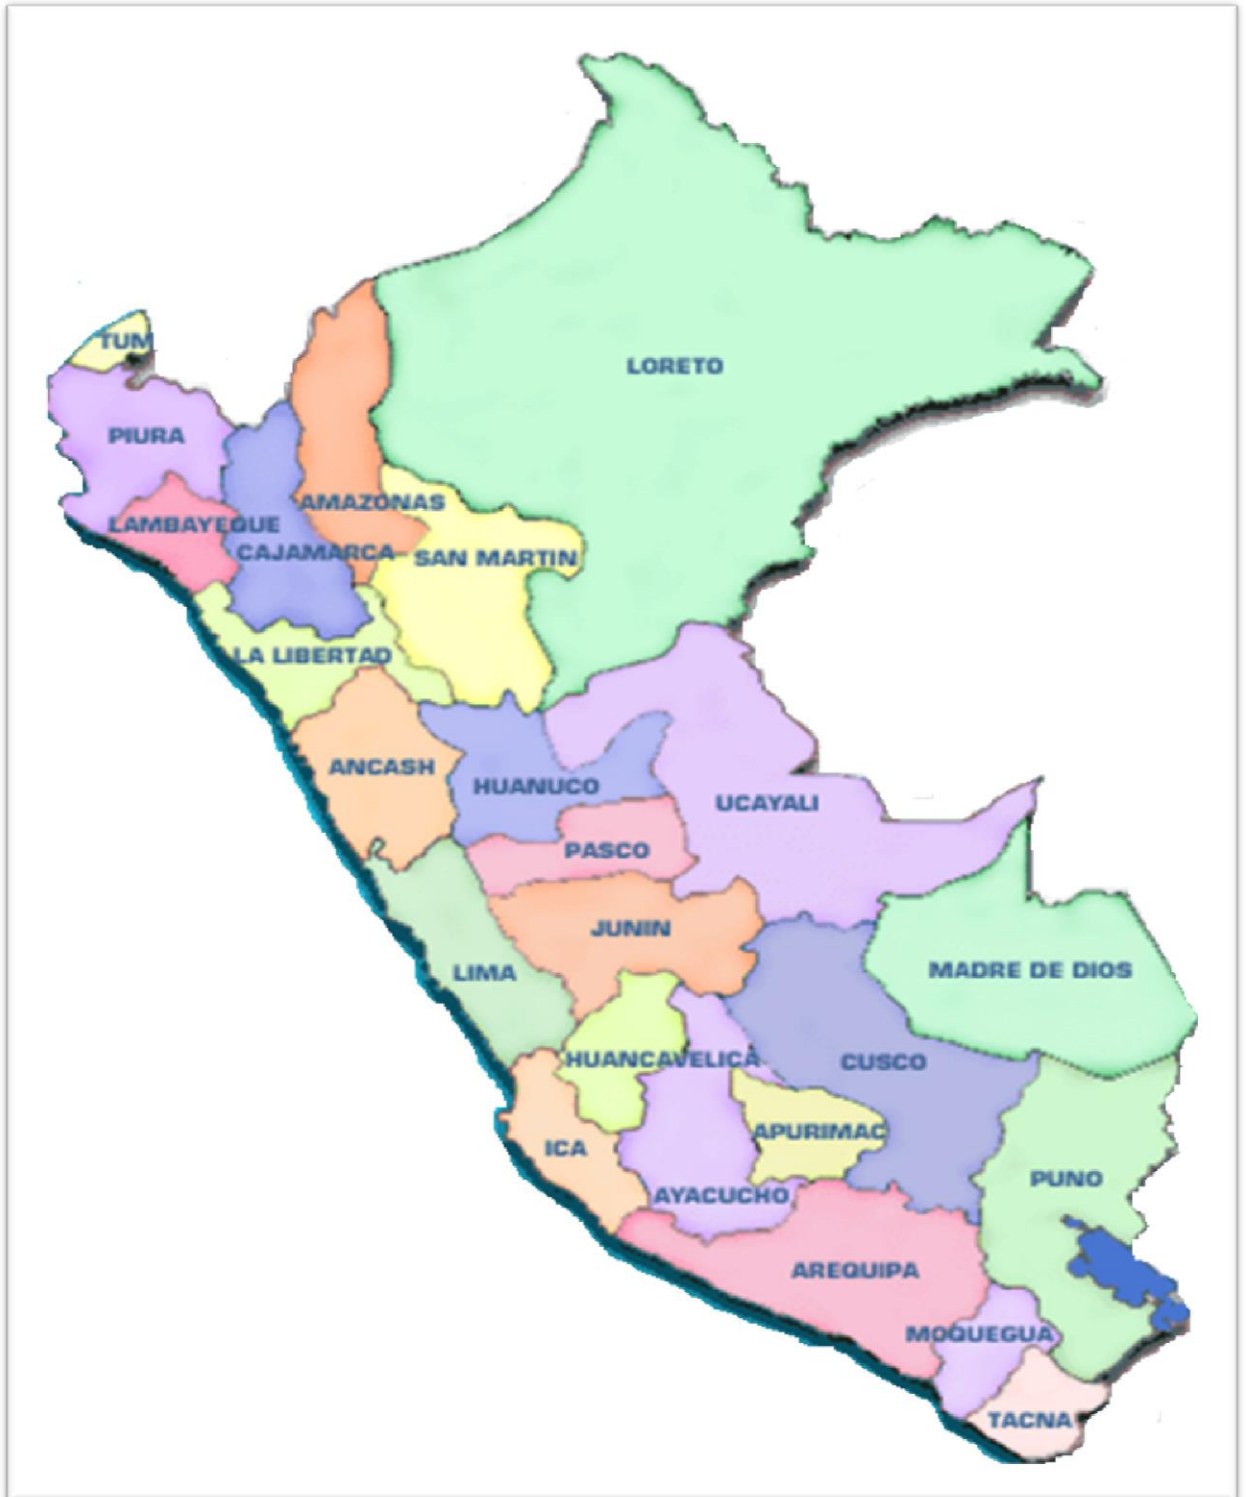 LORETO
TUM
PIURA
AMAZONAS
LAMBAYEQUE
CAJAMARCA
SAN MARTIN
LA LIBERTAD
ANCASH
HUANUCO
UCAYALI
PASCO
JUNIN
LIMA
MADRE DE DIOS
HUANCAVELICA
CUSCO
APURIMAC
ICA
PUNO
AYACUCHO
AREQUIPA
MOQUEGUA
TACNA